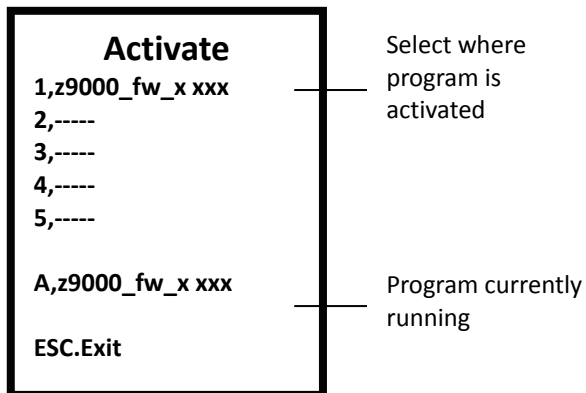 Activate
1,z9000_fw_x xxx
2,-----
3,-----
4,-----
5,-----
A,z9000_fw_x xxx
ESC.Exit
Select where
program is
activated
Program currently
running